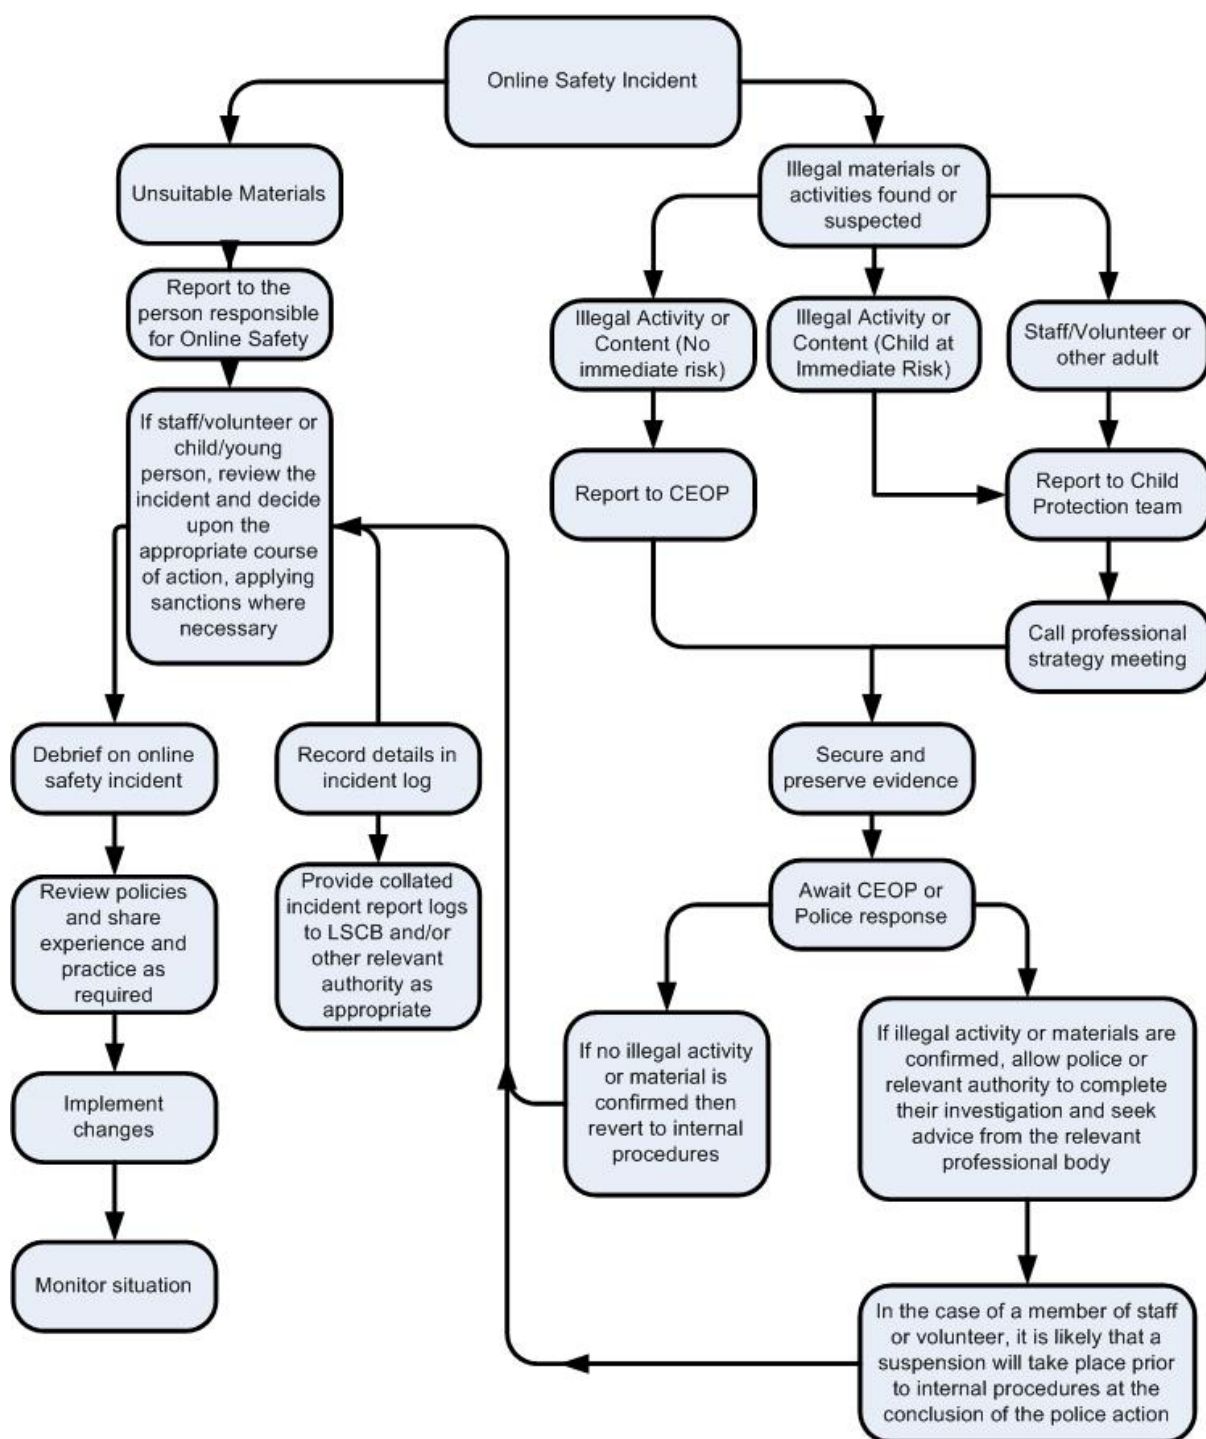 Online Safety Incident
Unsuitable Materials
Report to the
person responsible
for Online Safety
If staff/volunteer or
child/young
person, review the
incident and decide
upon the
appropriate course
of action, applying
sanctions where
necessary
Debrief on online
safety incident
Review policies
and share
experience and
practice as
required
Implement
changes
Monitor situation
Record details in
incident log
Provide collated
incident report logs
to LSCB and/or
other relevant
authority as
appropriate
Illegal materials or
activities found or
suspected
Illegal Activity or
Content (No
immediate risk)
Illegal Activity or
Content (Child at
Immediate Risk)
Staff/Volunteer or
other adult
Report to CEOP
Report to Child
Protection team
Call professional
strategy meeting
Secure and
preserve evidence
Await CEOP or
Police response
If no illegal activity
or material is
confirmed then
revert to internal
procedures
If illegal activity or materials are
confirmed, allow police or
relevant authority to complete
their investigation and seek
advice from the relevant
professional body
In the case of a member of staff
or volunteer, it is likely that a
suspension will take place prior
to internal procedures at the
conclusion of the police action